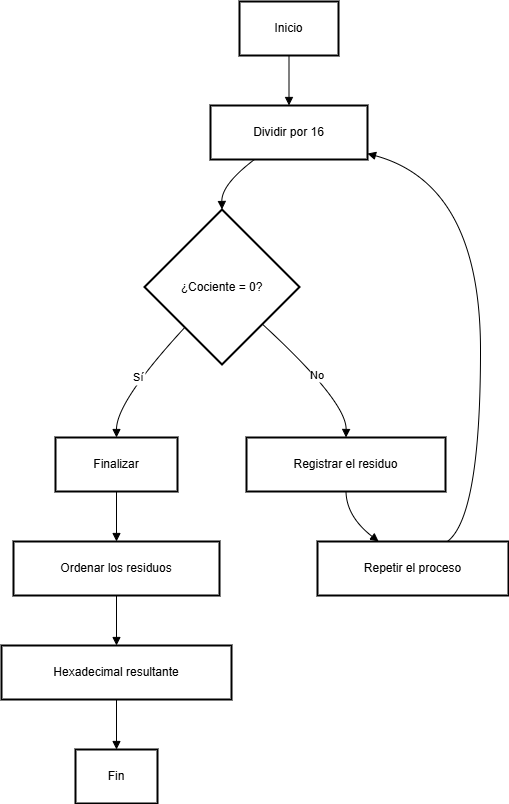 Inicio
Dividir por 16
¿Cociente = 0?
Sí
No
Finalizar
Registrar el residuo
Ordenar los residuos
Repetir el proceso
Hexadecimal resultante
Fin